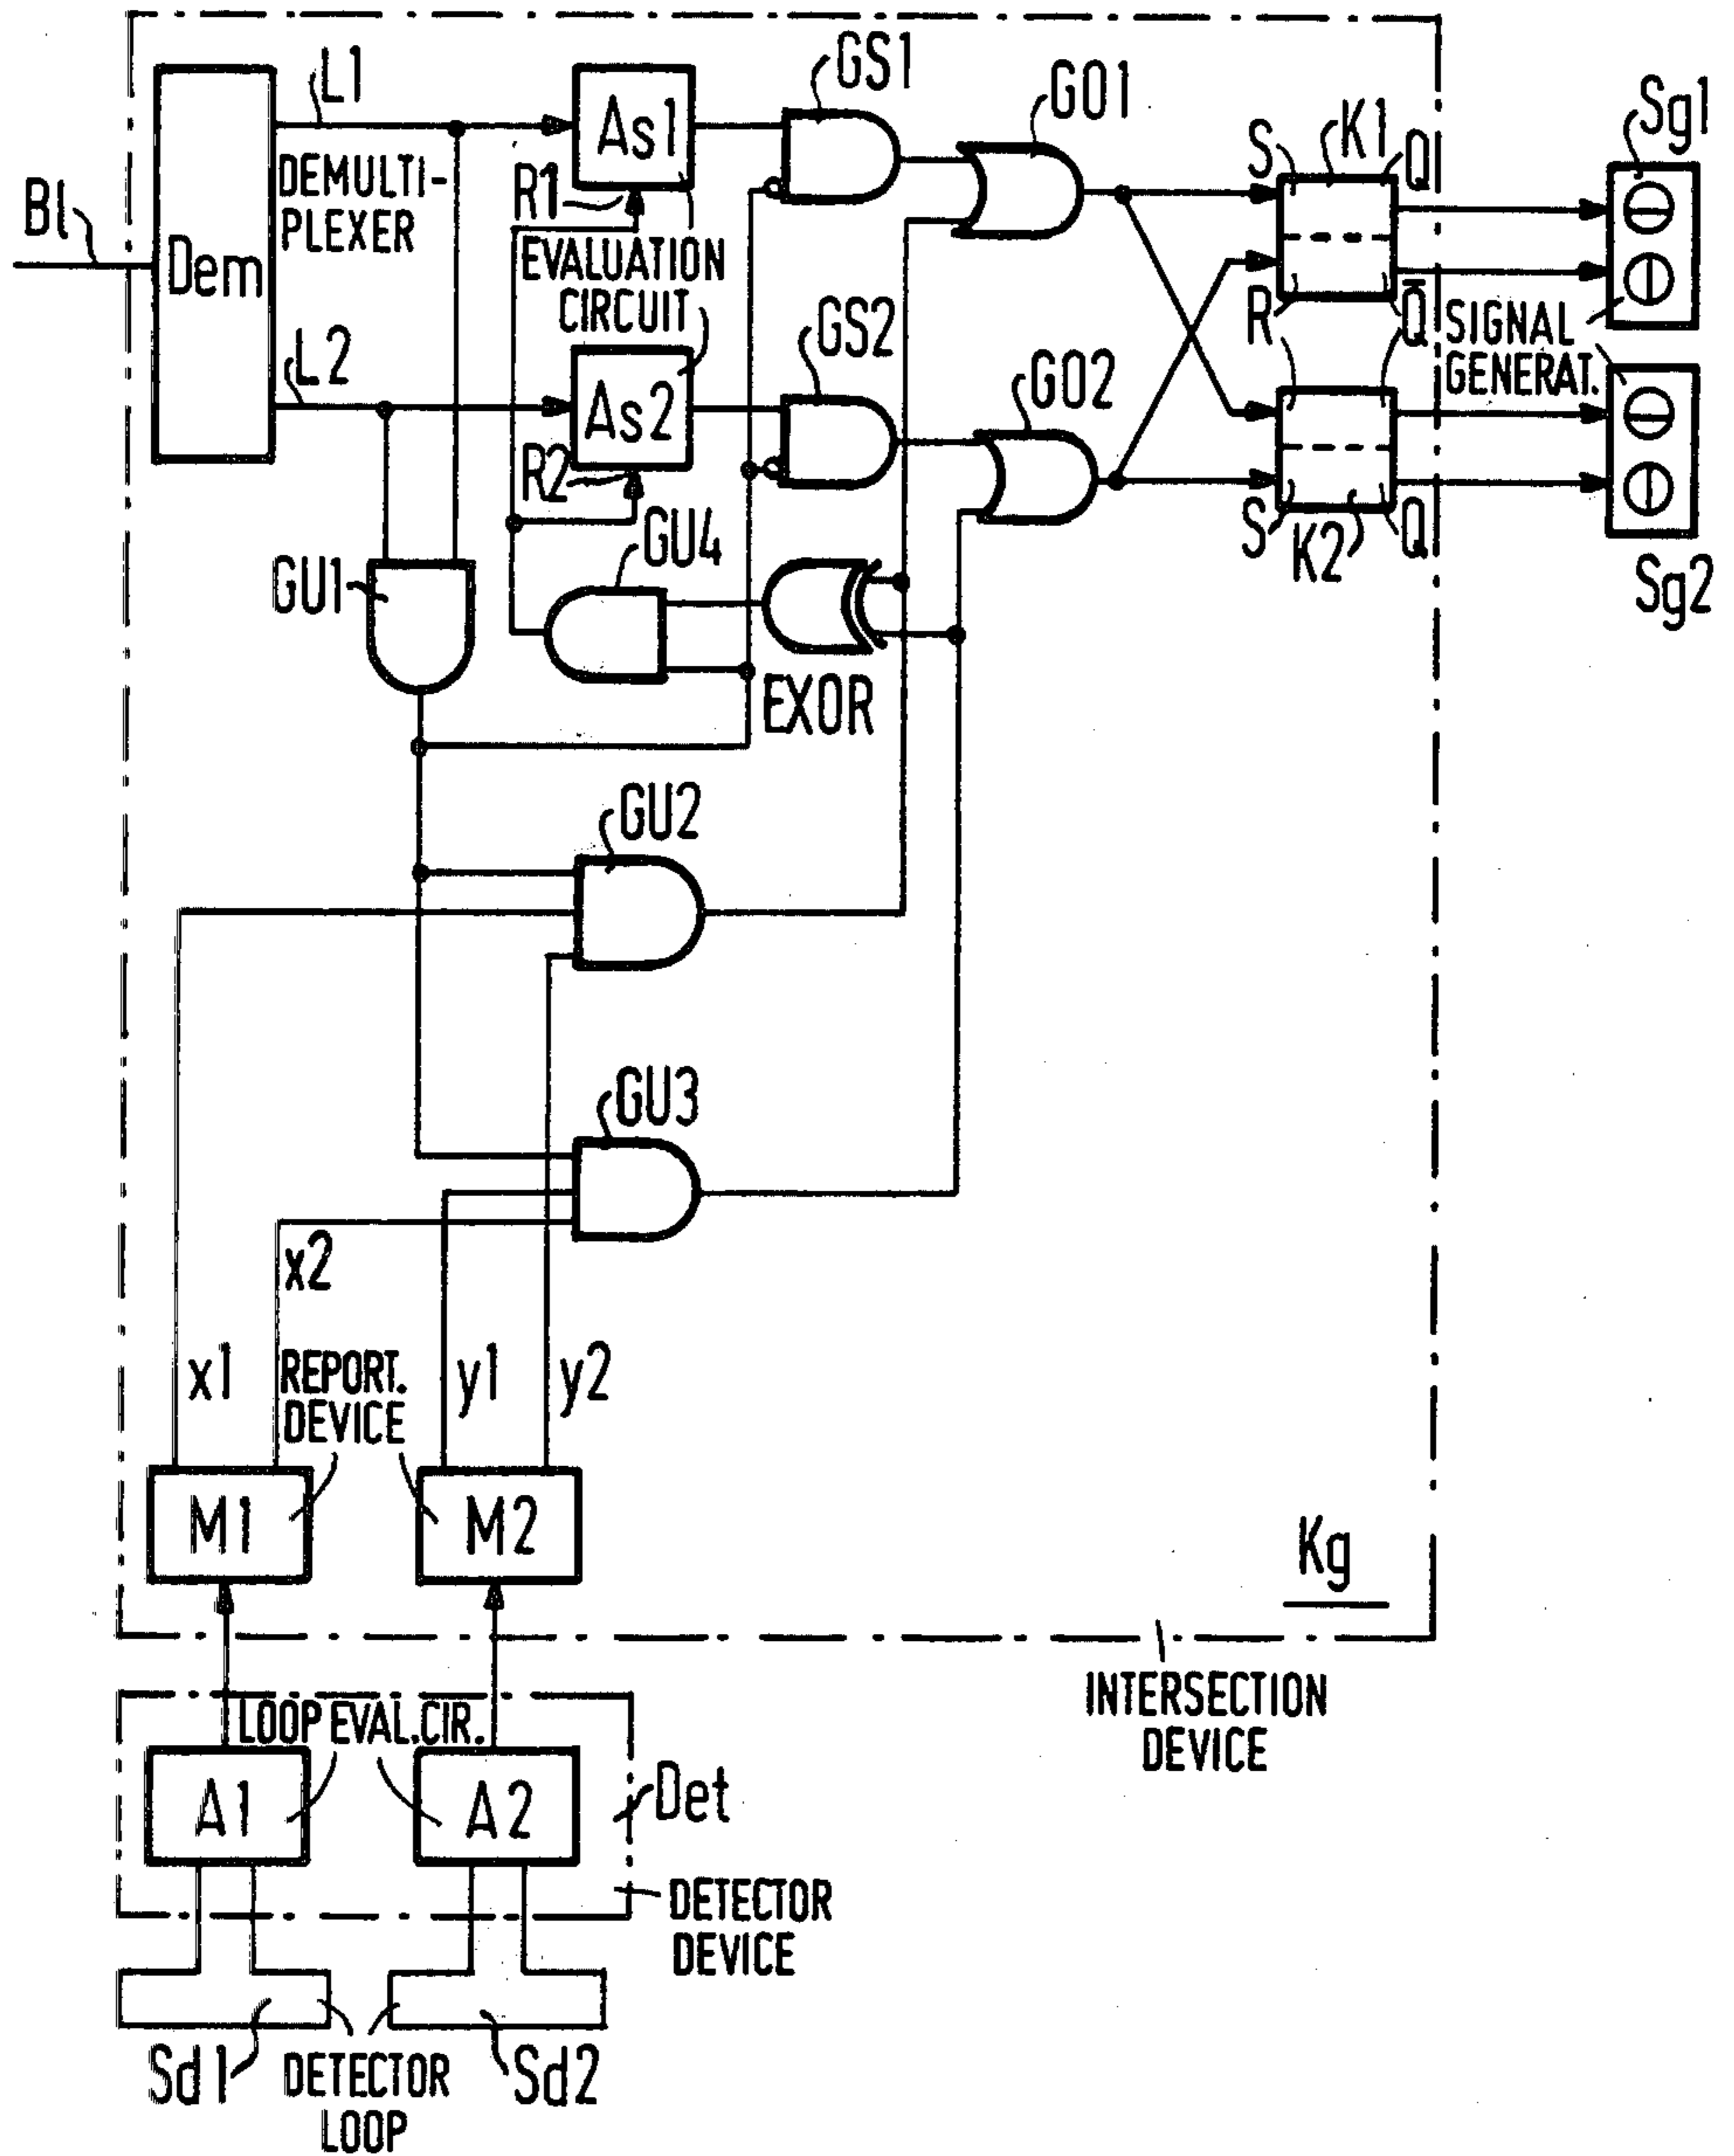 L1
GS1
GO1
Sg1
As1
K1
S
Q
DEMULTI-
PLEXER
R1
Bl
Dem
EVALUATION
CIRCUIT
GS2
R
Q̅
SIGNAL
GENERAT.
L2
As2
GO2
R2
GU4
S
K2
Q
GU1
Sg2
EXOR
GU2
GU3
x2
x1
REPORT.
DEVICE
y1
y2
M1
M2
Kg
INTERSECTION
DEVICE
LOOP EVAL.CIR.
A1
A2
Det
DETECTOR
DEVICE
Sd1
DETECTOR
LOOP
Sd2